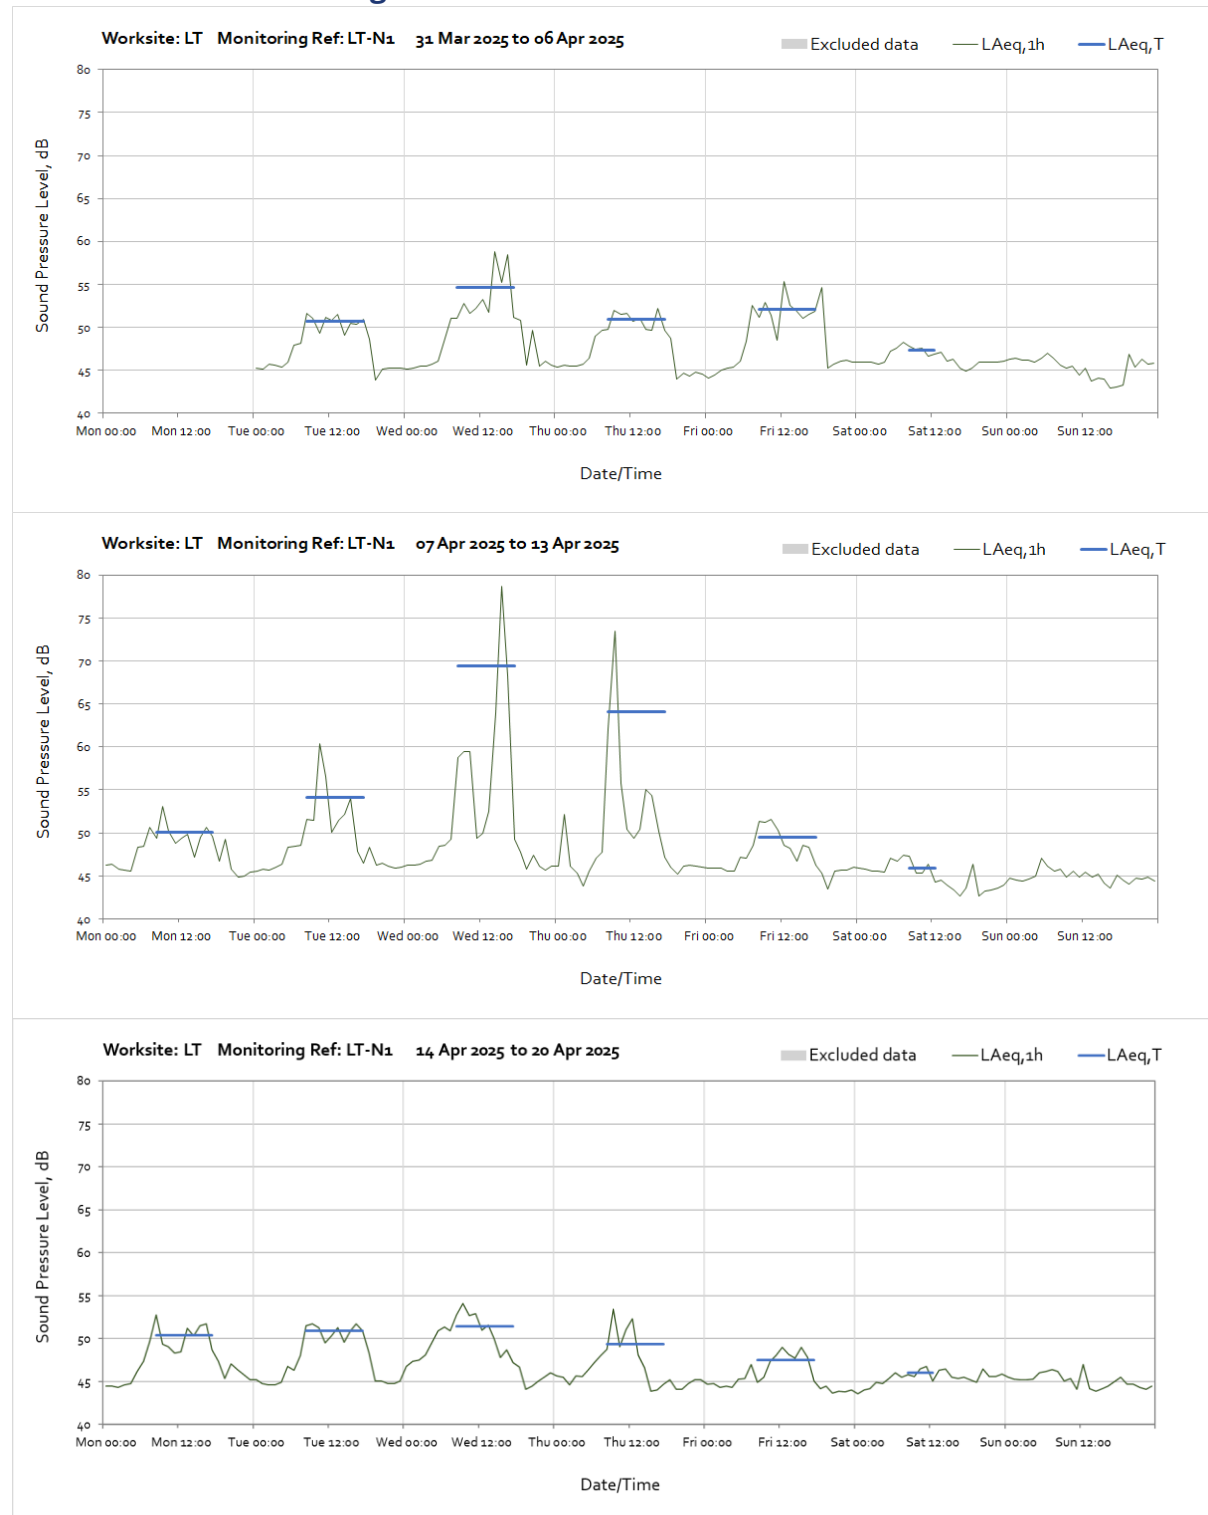 Worksite: LT Monitoring Ref: LT-N1 31 Mar 2025 to 06 Apr 2025
Excluded data LAeq,1h LAeq,T
80
75
70
65
60
55
50
45
40
Sound Pressure Level, dB
Mon 00:00 Mon 12:00 Tue 00:00 Tue 12:00 Wed 00:00 Wed 12:00 Thu 00:00 Thu 12:00 Fri 00:00 Fri 12:00 Sat 00:00 Sat 12:00 Sun 00:00 Sun 12:00
Date/Time
Worksite: LT Monitoring Ref: LT-N1 07 Apr 2025 to 13 Apr 2025
Excluded data LAeq,1h LAeq,T
80
75
70
65
60
55
50
45
40
Sound Pressure Level, dB
Mon 00:00 Mon 12:00 Tue 00:00 Tue 12:00 Wed 00:00 Wed 12:00 Thu 00:00 Thu 12:00 Fri 00:00 Fri 12:00 Sat 00:00 Sat 12:00 Sun 00:00 Sun 12:00
Date/Time
Worksite: LT Monitoring Ref: LT-N1 14 Apr 2025 to 20 Apr 2025
Excluded data LAeq,1h LAeq,T
80
75
70
65
60
55
50
45
40
Sound Pressure Level, dB
Mon 00:00 Mon 12:00 Tue 00:00 Tue 12:00 Wed 00:00 Wed 12:00 Thu 00:00 Thu 12:00 Fri 00:00 Fri 12:00 Sat 00:00 Sat 12:00 Sun 00:00 Sun 12:00
Date/Time